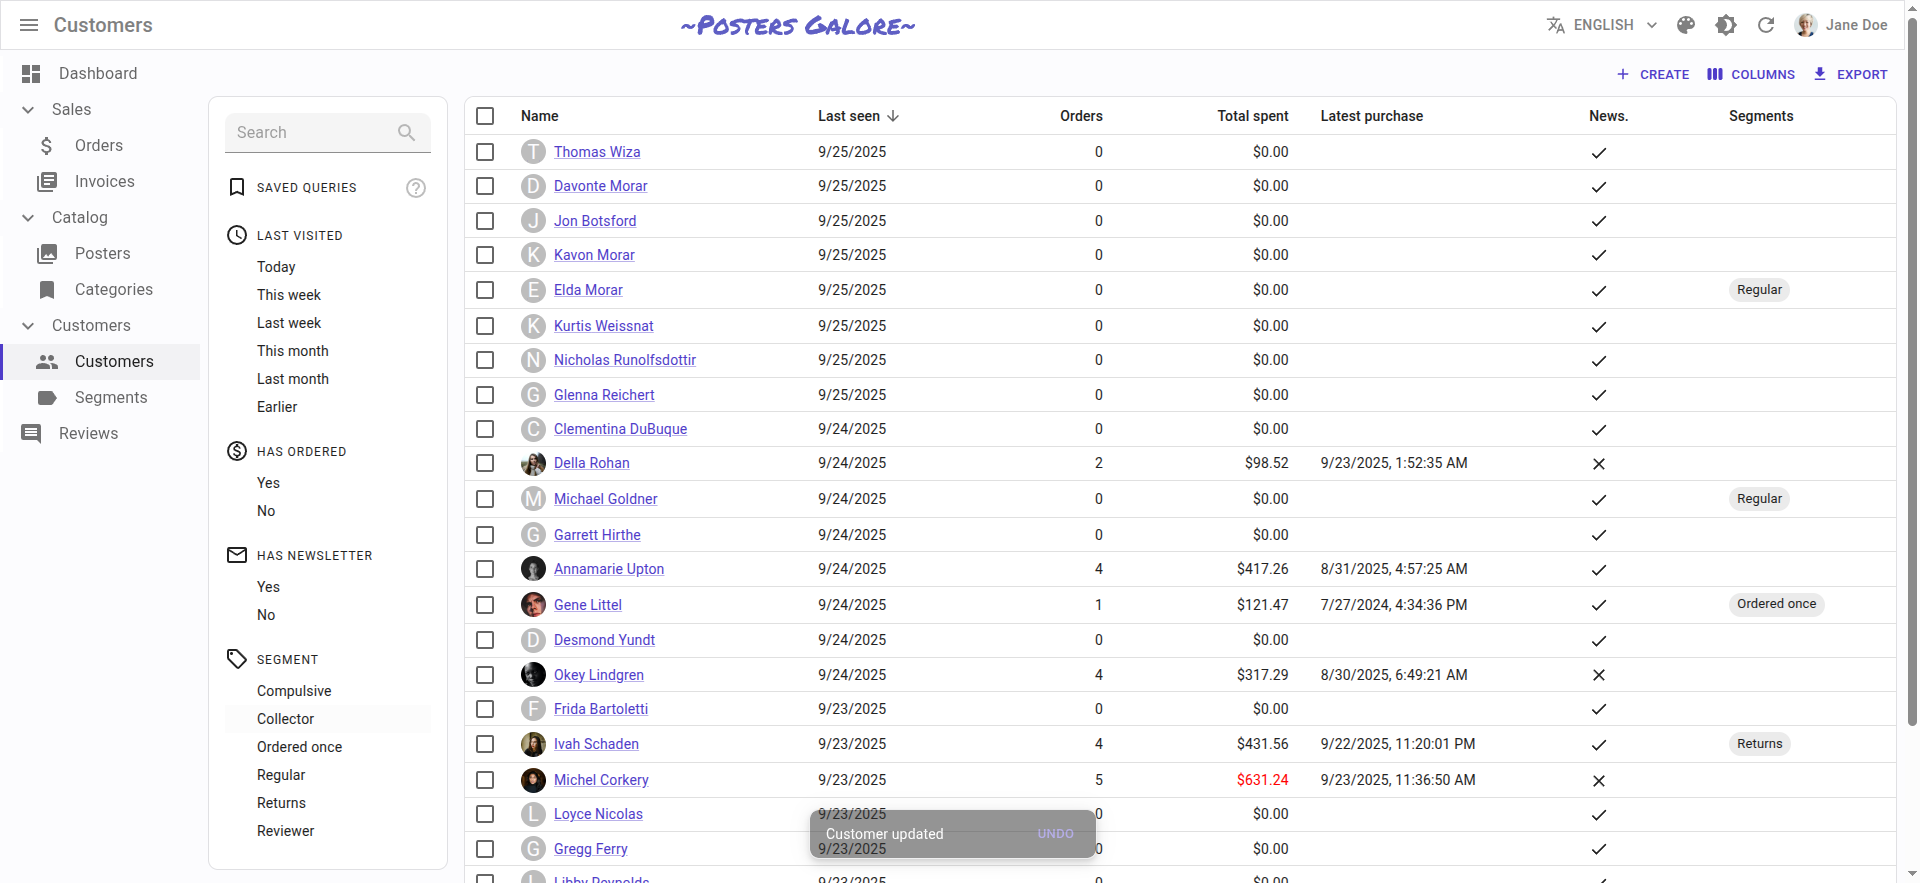 Customers
~Posters Galore~
ENGLISH
Jane Doe
Dashboard
Sales
Orders
Invoices
Catalog
Posters
Categories
Customers
Customers
Segments
Reviews
CREATE
COLUMNS
EXPORT
Search
SAVED QUERIES
LAST VISITED
Today
This week
Last week
This month
Last month
Earlier
HAS ORDERED
Yes
No
HAS NEWSLETTER
Yes
No
SEGMENT
Compulsive
Collector
Ordered once
Regular
Returns
Reviewer
Name Last seen Orders Total spent Latest purchase News. Segments
T Thomas Wiza 9/25/2025 0 $0.00
D Davonte Morar 9/25/2025 0 $0.00
J Jon Botsford 9/25/2025 0 $0.00
K Kavon Morar 9/25/2025 0 $0.00
E Elda Morar 9/25/2025 0 $0.00 Regular
K Kurtis Weissnat 9/25/2025 0 $0.00
N Nicholas Runolfsdottir 9/25/2025 0 $0.00
G Glenna Reichert 9/25/2025 0 $0.00
C Clementina DuBuque 9/24/2025 0 $0.00
Della Rohan 9/24/2025 2 $98.52 9/23/2025, 1:52:35 AM
M Michael Goldner 9/24/2025 0 $0.00 Regular
G Garrett Hirthe 9/24/2025 0 $0.00
Annamarie Upton 9/24/2025 4 $417.26 8/31/2025, 4:57:25 AM
Gene Littel 9/24/2025 1 $121.47 7/27/2024, 4:34:36 PM Ordered once
D Desmond Yundt 9/24/2025 0 $0.00
Okey Lindgren 9/24/2025 4 $317.29 8/30/2025, 6:49:21 AM
F Frida Bartoletti 9/23/2025 0 $0.00
Ivah Schaden 9/23/2025 4 $431.56 9/22/2025, 11:20:01 PM Returns
Michel Corkery 9/23/2025 5 $631.24 9/23/2025, 11:36:50 AM
L Loyce Nicolas 9/23/2025 0 $0.00
G Gregg Ferry 9/23/2025 0 $0.00
L Libby Reynolds 9/23/2025 0 $0.00
Customer updated UNDO